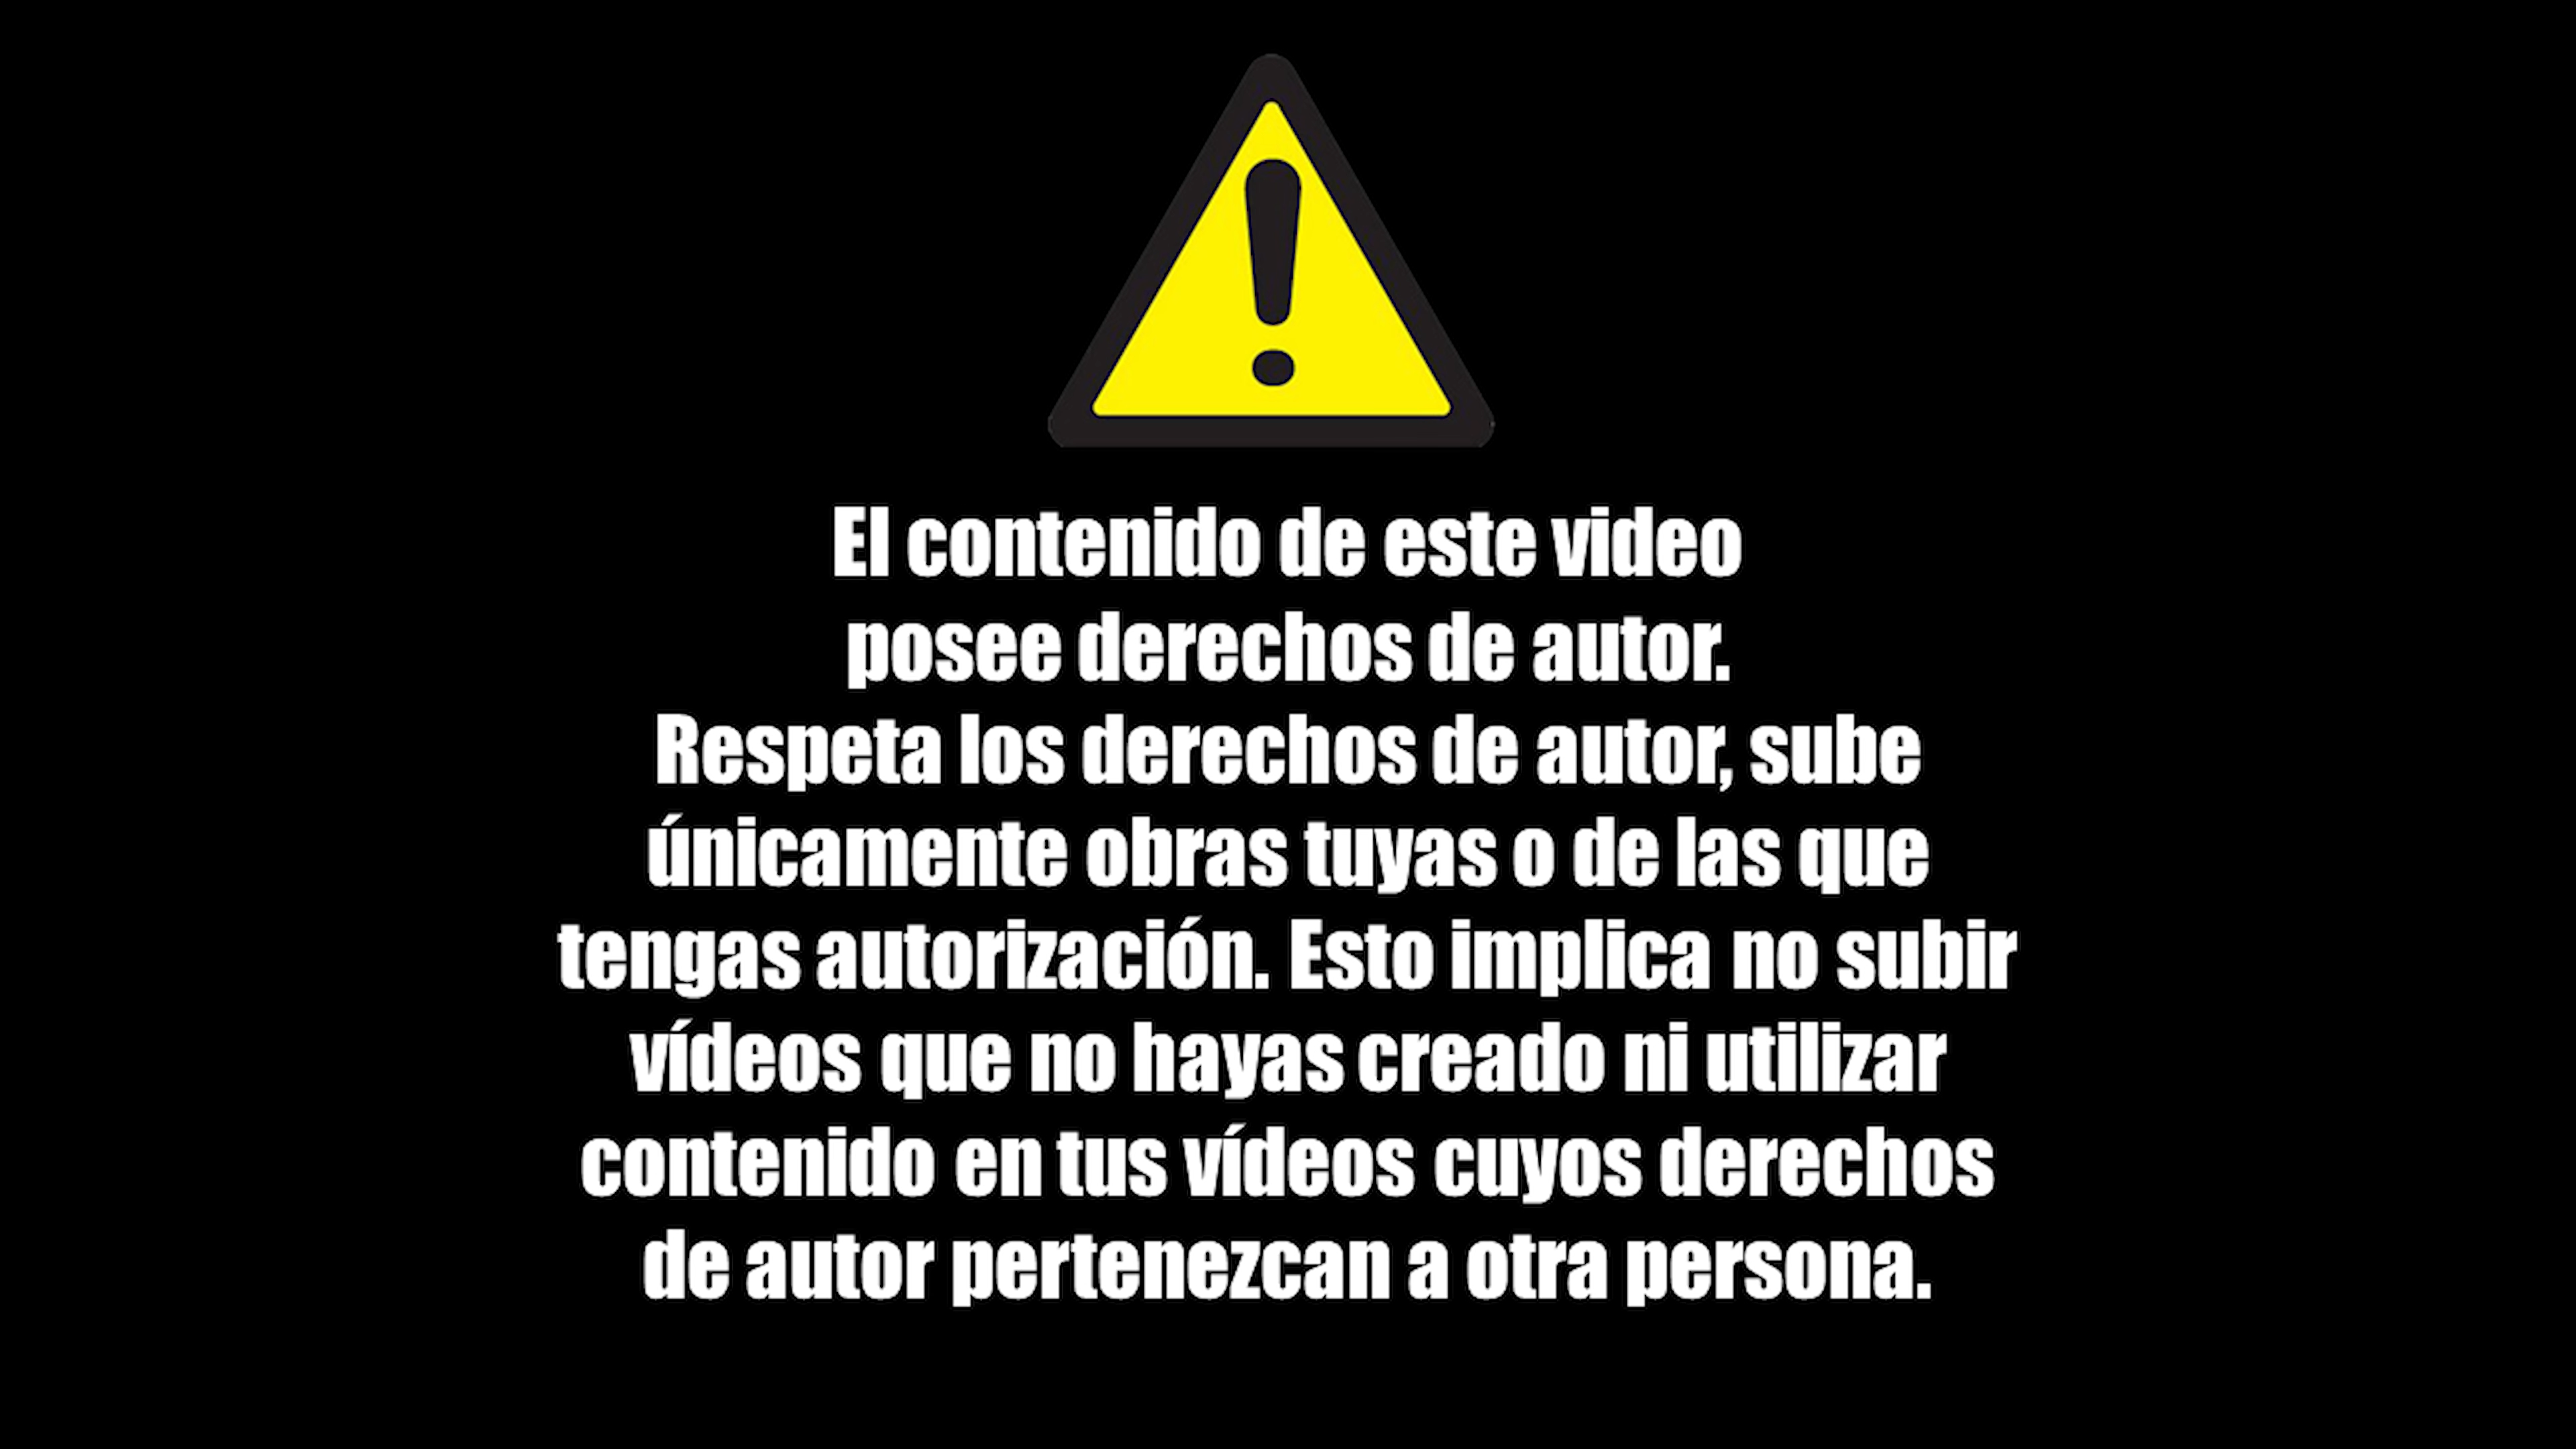 El contenido de este video
posee derechos de autor.
Respeta los derechos de autor, sube
únicamente obras tuyas o de las que
tengas autorización. Esto implica no subir
vídeos que no hayas creado ni utilizar
contenido en tus vídeos cuyos derechos
de autor pertenezcan a otra persona.